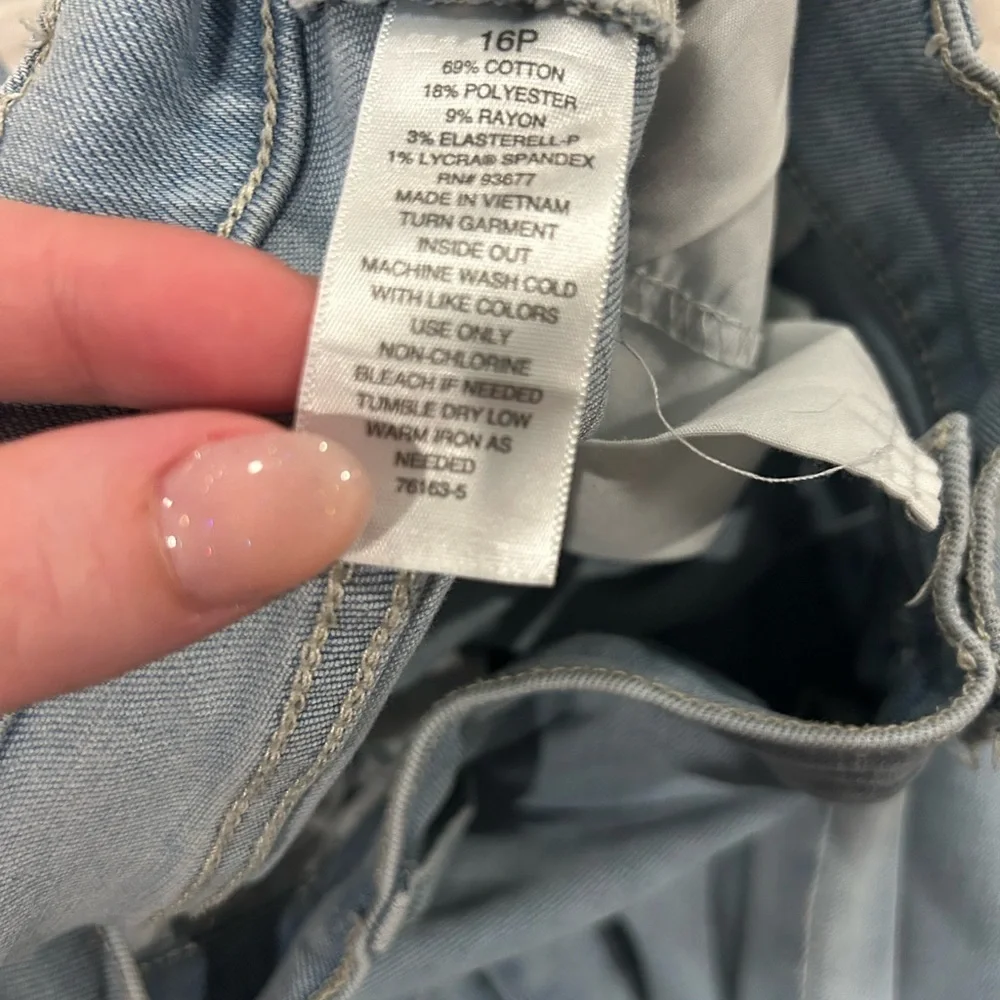 16P
69% COTTON
18% POLYESTER
9% RAYON
3% ELASTERELL-P
1% LYCRA® SPANDEX
RN# 93677
MADE IN VIETNAM
TURN GARMENT
INSIDE OUT
MACHINE WASH COLD
WITH LIKE COLORS
USE ONLY
NON-CHLORINE
BLEACH IF NEEDED
TUMBLE DRY LOW
WARM IRON AS
NEEDED
76163-5